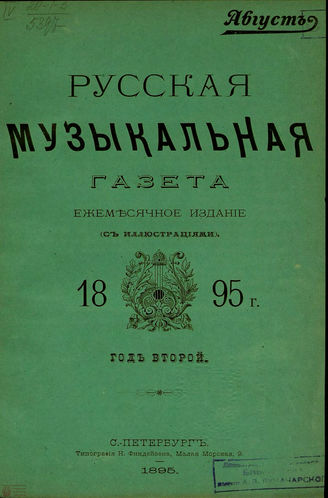 Августъ
РУССКАЯ
МУЗЫКАЛЬНАЯ
ГАЗЕТА
ЕЖЕМѢСЯЧНОЕ ИЗДАНІЕ
(СЪ ИЛЛЮСТРАЦІЯМИ).
18 95 г.
ГОДЪ ВТОРОЙ.
С.-ПЕТЕРБУРГЪ.
Типографія Н. Финдейзена, Малая Морская, 9.
1895.